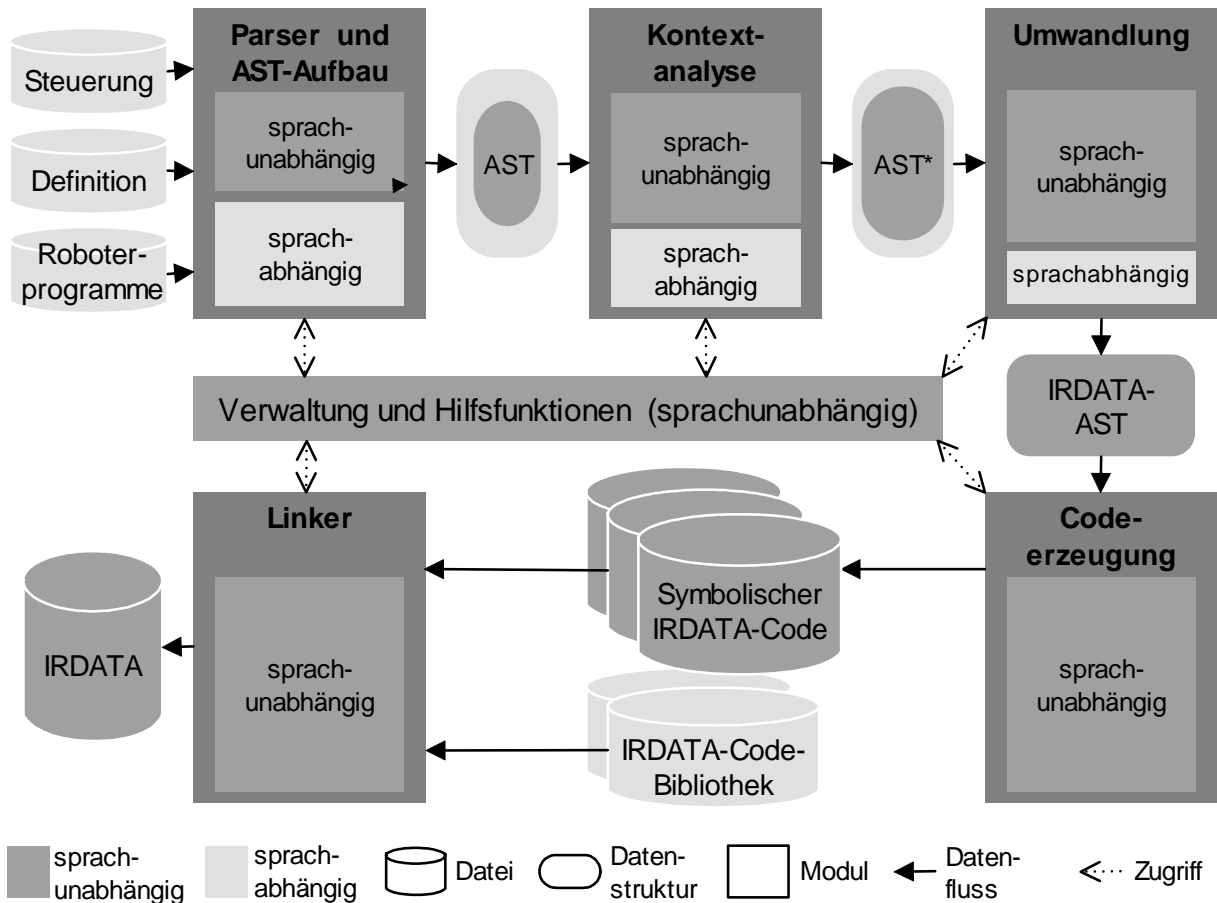 Parser und
AST-Aufbau
Kontext-
analyse
Umwandlung
Steuerung
Definition
Roboter-
programme
sprach-
unabhängig
sprach-
abhängig
AST
sprach-
unabhängig
sprach-
abhängig
AST*
sprach-
unabhängig
sprachabhängig
Verwaltung und Hilfsfunktionen (sprachunabhängig)
IRDATA-
AST
Linker
sprach-
unabhängig
IRDATA
Symbolischer
IRDATA-Code
IRDATA-Code-
Bibliothek
Code-
erzeugung
sprach-
unabhängig
sprach-
unabhängig
sprach-
abhängig
Datei
Daten-
struktur
Modul
Daten-
fluss
Zugriff